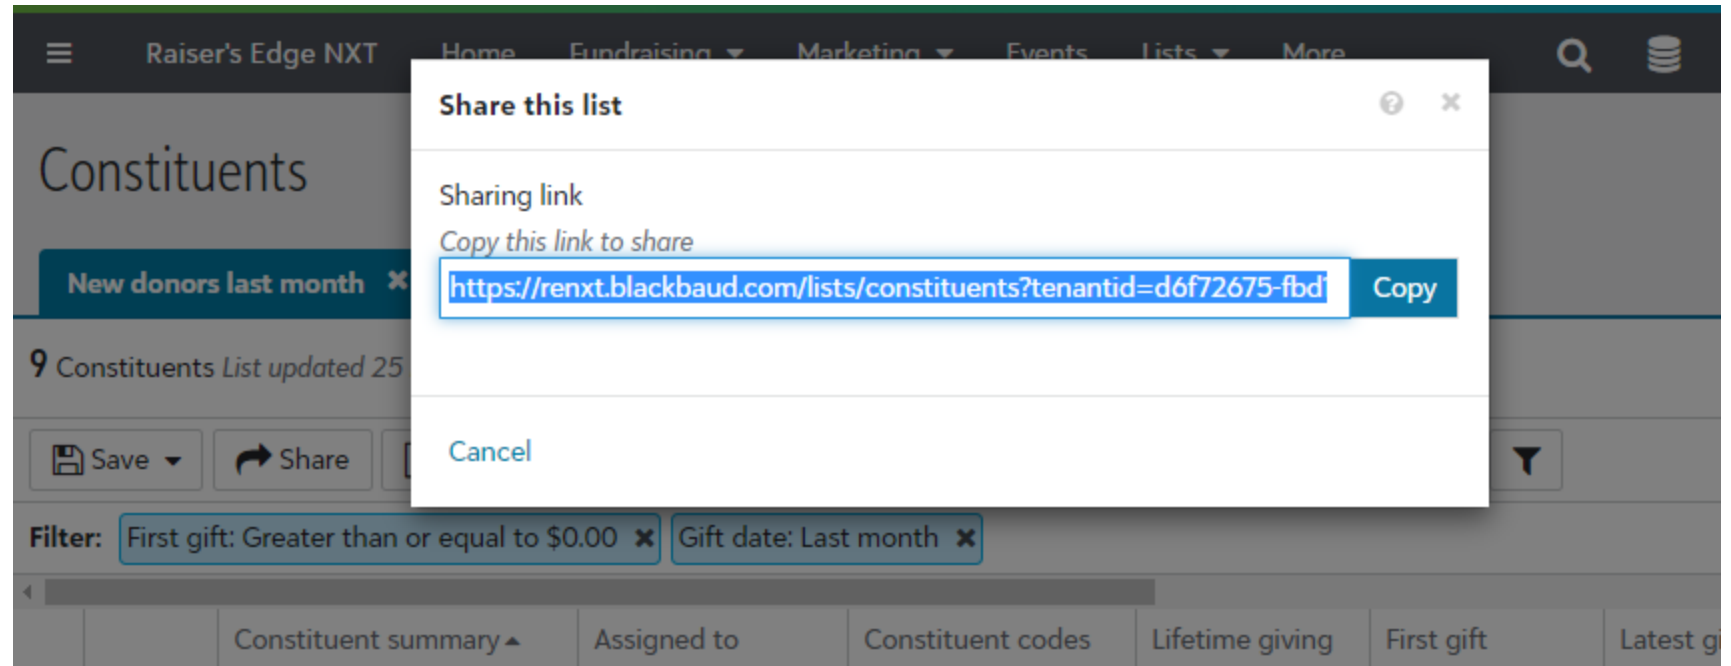 Raiser's Edge NXT Home Fundraising Marketing Events Lists More
Share this list
Constituents
Sharing link
Copy this link to share
https://renxt.blackbaud.com/lists/constituents?tenantid=d6f72675-fbd1 Copy
New donors last month
9 Constituents List updated 25
Save Share
Cancel
Filter: First gift: Greater than or equal to $0.00 Gift date: Last month
Constituent summary Assigned to Constituent codes Lifetime giving First gift Latest gi